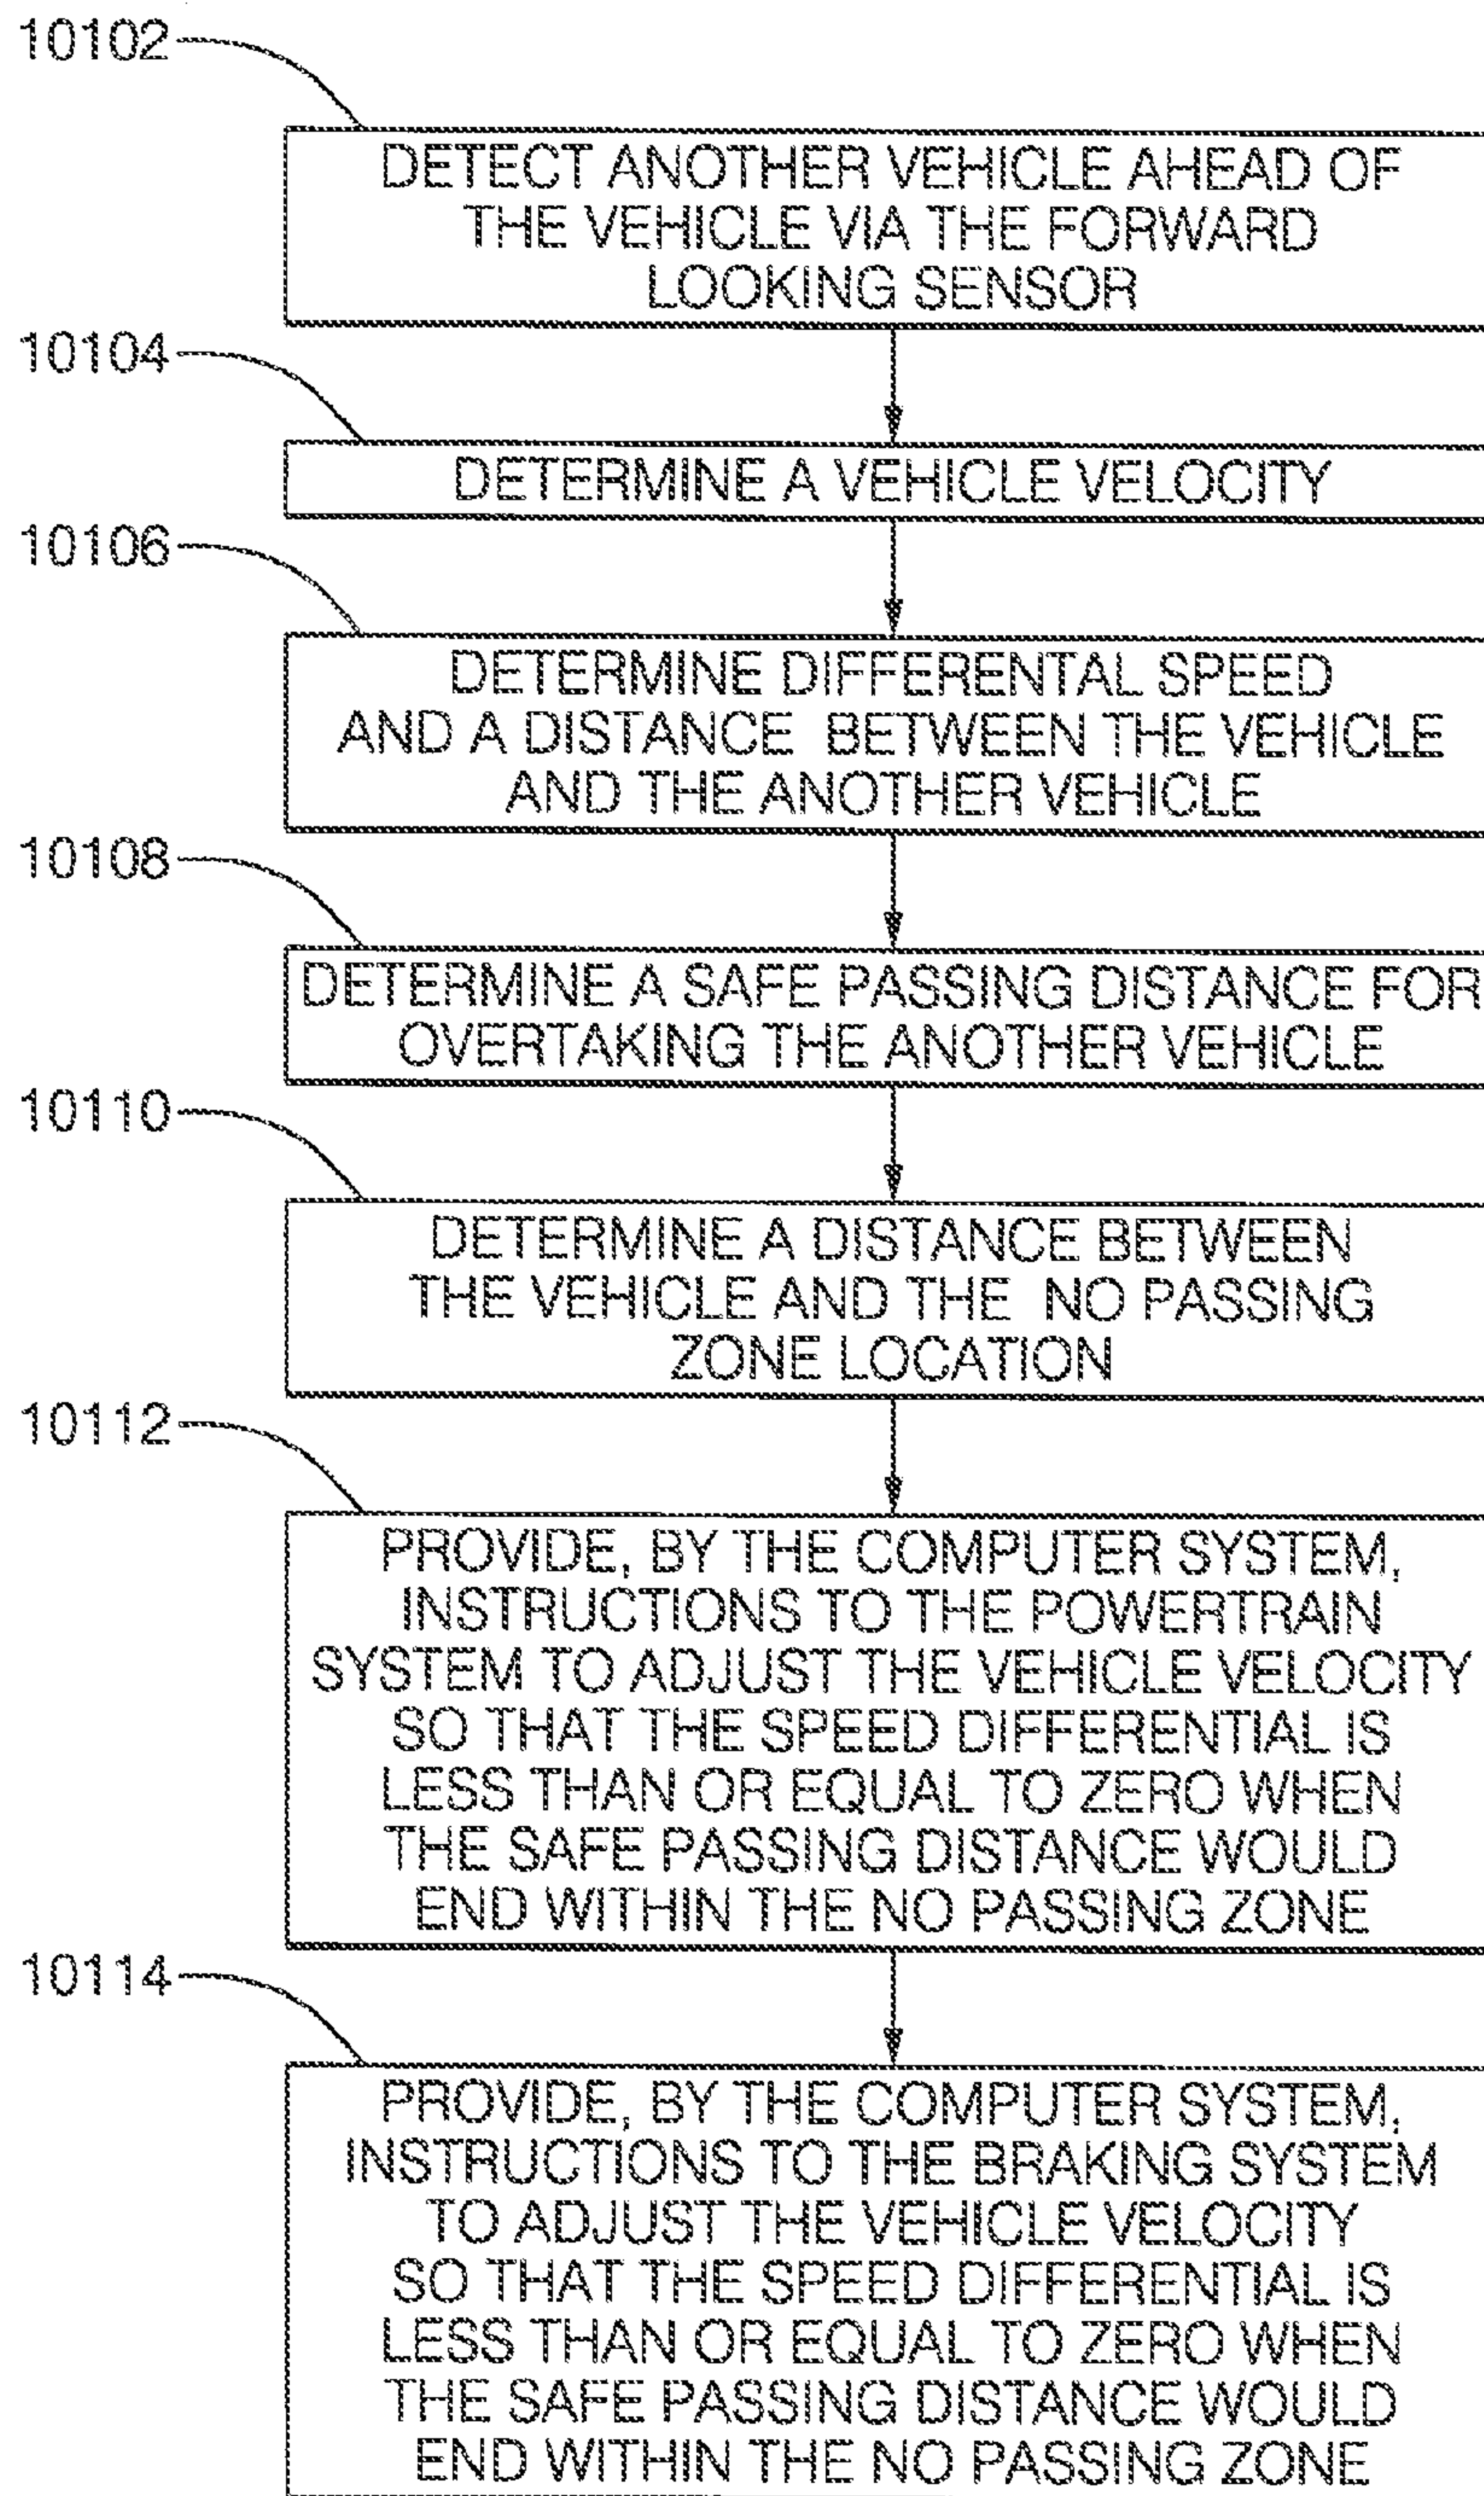 10102
DETECT ANOTHER VEHICLE AHEAD OF
THE VEHICLE VIA THE FORWARD
LOOKING SENSOR
10104
DETERMINE A VEHICLE VELOCITY
10106
DETERMINE DIFFERENTAL SPEED
AND A DISTANCE BETWEEN THE VEHICLE
AND THE ANOTHER VEHICLE
10108
DETERMINE A SAFE PASSING DISTANCE FOR
OVERTAKING THE ANOTHER VEHICLE
10110
DETERMINE A DISTANCE BETWEEN
THE VEHICLE AND THE NO PASSING
ZONE LOCATION
10112
PROVIDE, BY THE COMPUTER SYSTEM,
INSTRUCTIONS TO THE POWERTRAIN
SYSTEM TO ADJUST THE VEHICLE VELOCITY
SO THAT THE SPEED DIFFERENTIAL IS
LESS THAN OR EQUAL TO ZERO WHEN
THE SAFE PASSING DISTANCE WOULD
END WITHIN THE NO PASSING ZONE
10114
PROVIDE, BY THE COMPUTER SYSTEM,
INSTRUCTIONS TO THE BRAKING SYSTEM
TO ADJUST THE VEHICLE VELOCITY
SO THAT THE SPEED DIFFERENTIAL IS
LESS THAN OR EQUAL TO ZERO WHEN
THE SAFE PASSING DISTANCE WOULD
END WITHIN THE NO PASSING ZONE